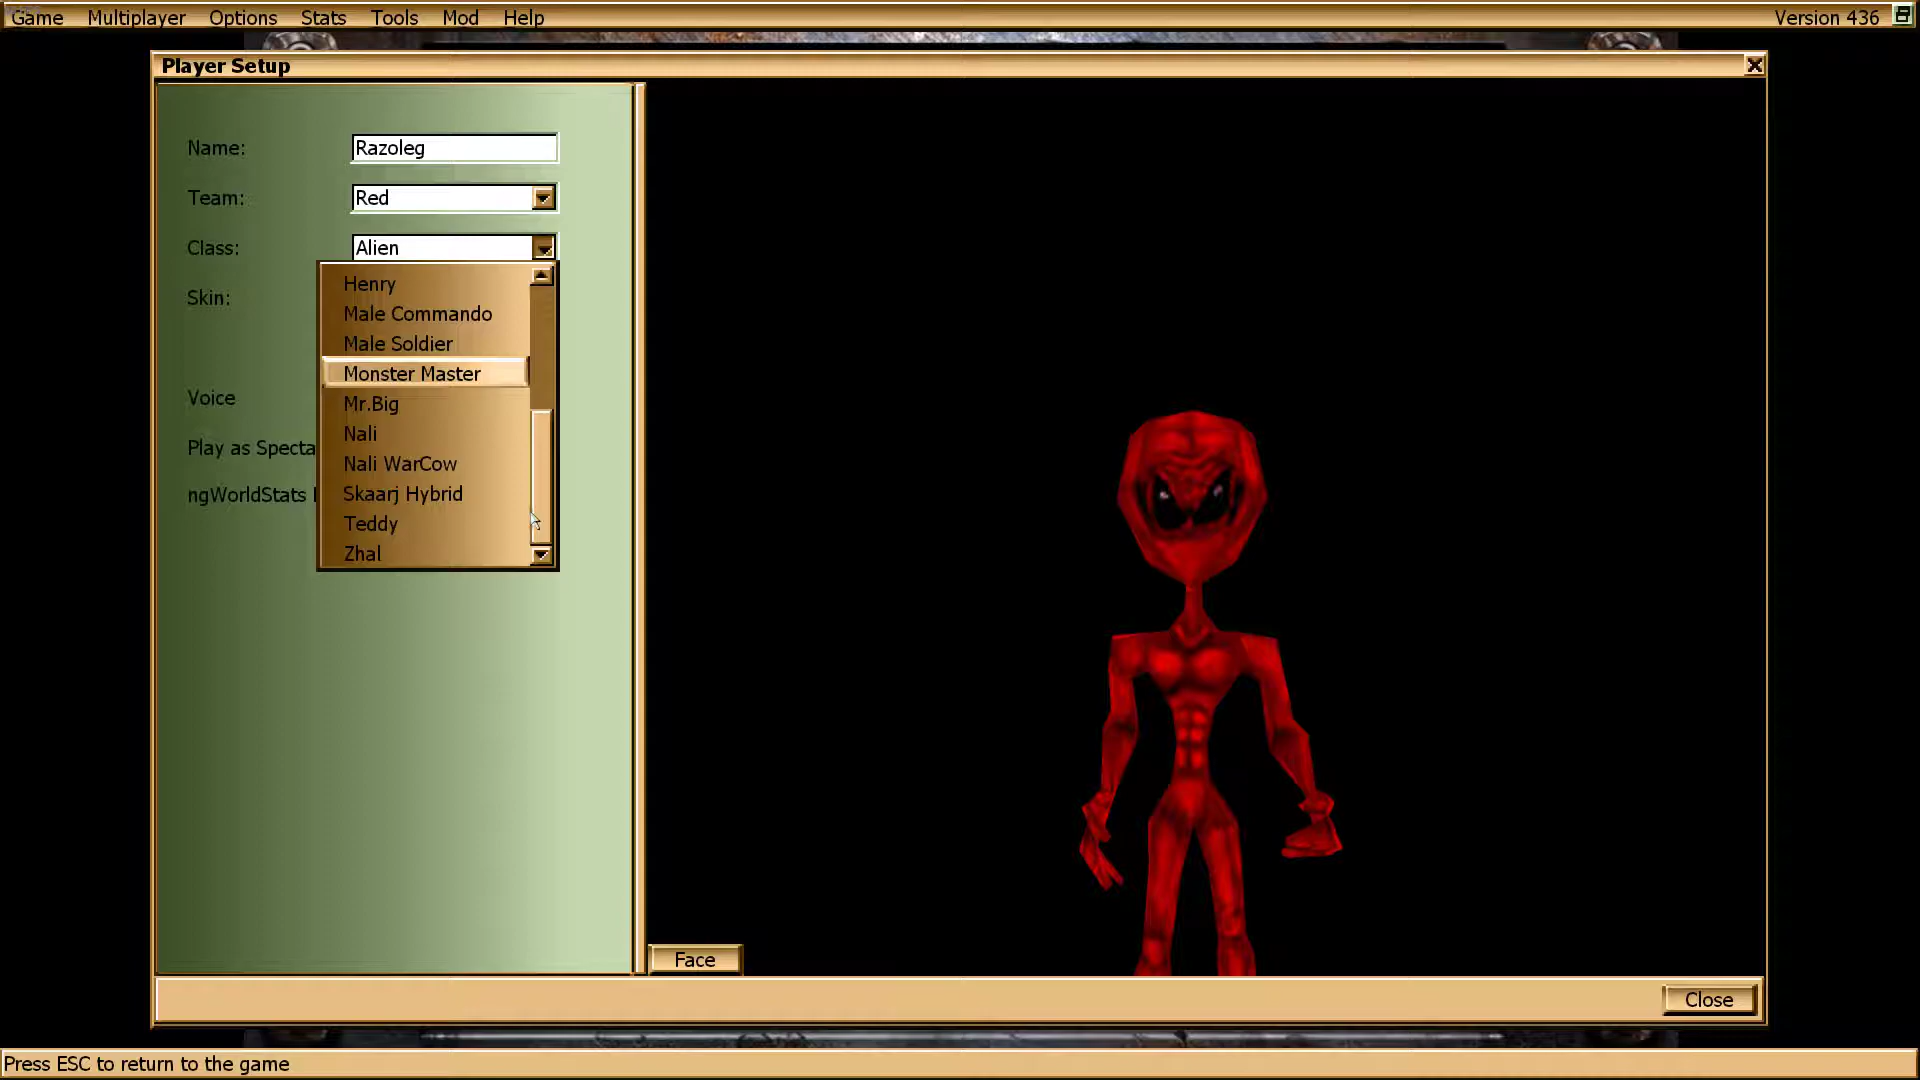 Game Multiplayer Options Stats Tools Mod Help Version 436
Player Setup
Name: Razoleg
Team: Red
Class: Alien
Henry
Skin:
Male Commando
Male Soldier
Monster Master
Voice
Mr.Big
Nali
Play as Specta
Nali WarCow
ngWorldStats
Skaarj Hybrid
Teddy
Zhal
Face
Close
Press ESC to return to the game